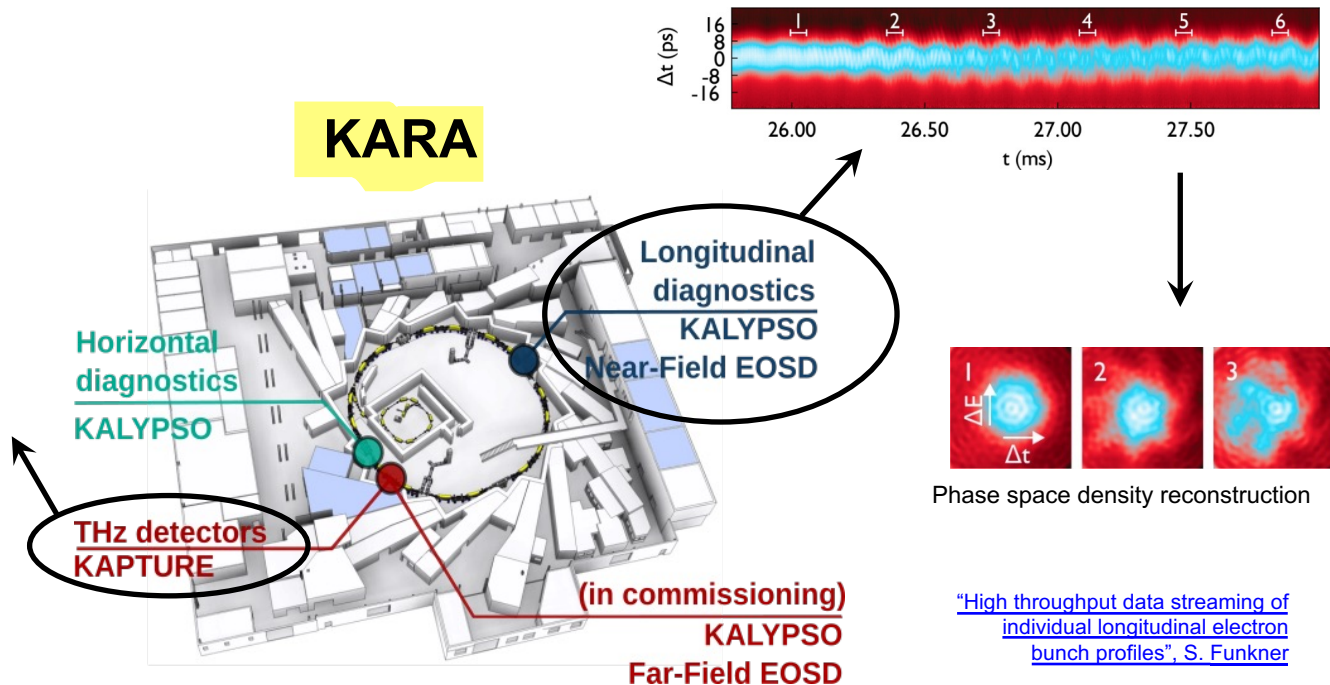 KARA
Δt (ps)
16
8
0
-8
-16
1 2 3 4 5 6
26.00 26.50 27.00 27.50
t (ms)
Longitudinal
diagnostics
KALYPSO
Near-Field EOSD
Horizontal
diagnostics
KALYPSO
THz detectors
KAPTURE
(in commissioning)
KALYPSO
Far-Field EOSD
1 2 3
ΔE
Δt
Phase space density reconstruction
“High throughput data streaming of
individual longitudinal electron
bunch profiles”, S. Funkner